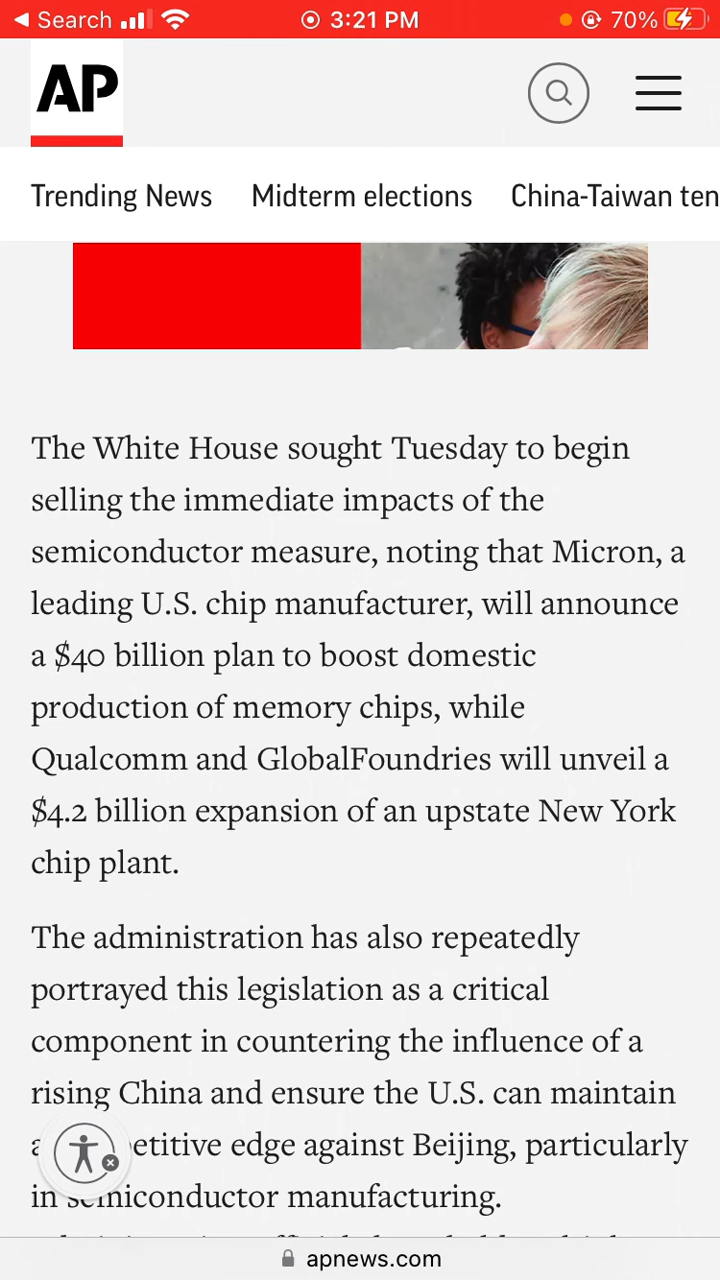 Search 3:21 PM 70%
AP
Trending News Midterm elections China-Taiwan ten
The White House sought Tuesday to begin
selling the immediate impacts of the
semiconductor measure, noting that Micron, a
leading U.S. chip manufacturer, will announce
a $40 billion plan to boost domestic
production of memory chips, while
Qualcomm and GlobalFoundries will unveil a
$4.2 billion expansion of an upstate New York
chip plant.
The administration has also repeatedly
portrayed this legislation as a critical
component in countering the influence of a
rising China and ensure the U.S. can maintain
a etitive edge against Beijing, particularly
in semiconductor manufacturing.
apnews.com